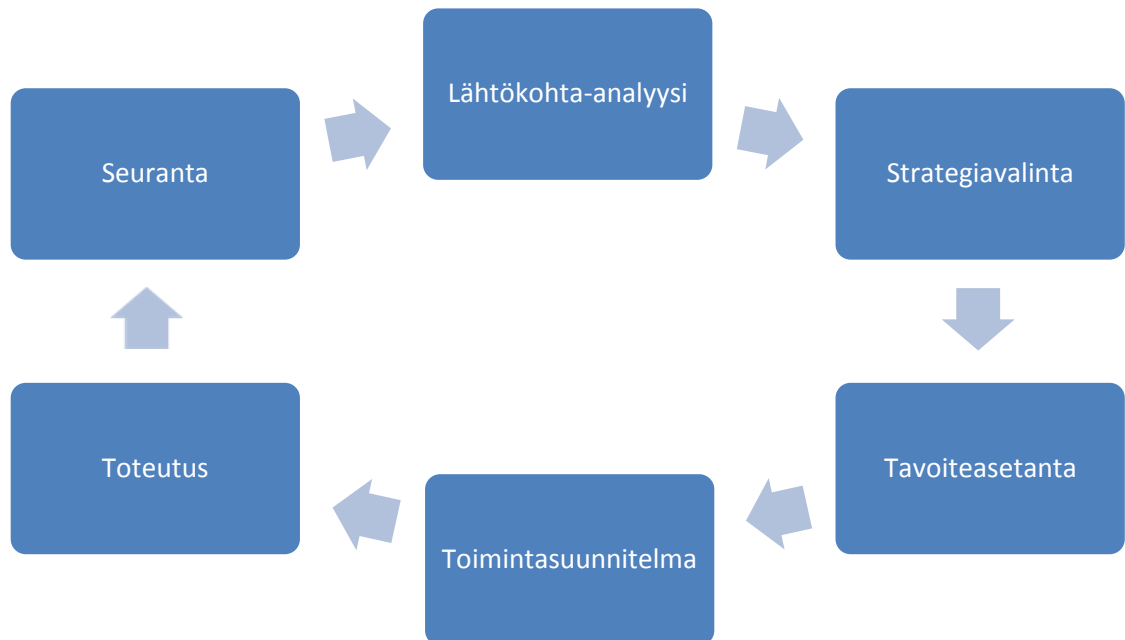 Lähtökohta-analyysi
Strategiavalinta
Tavoiteasetanta
Toimintasuunnitelma
Toteutus
Seuranta